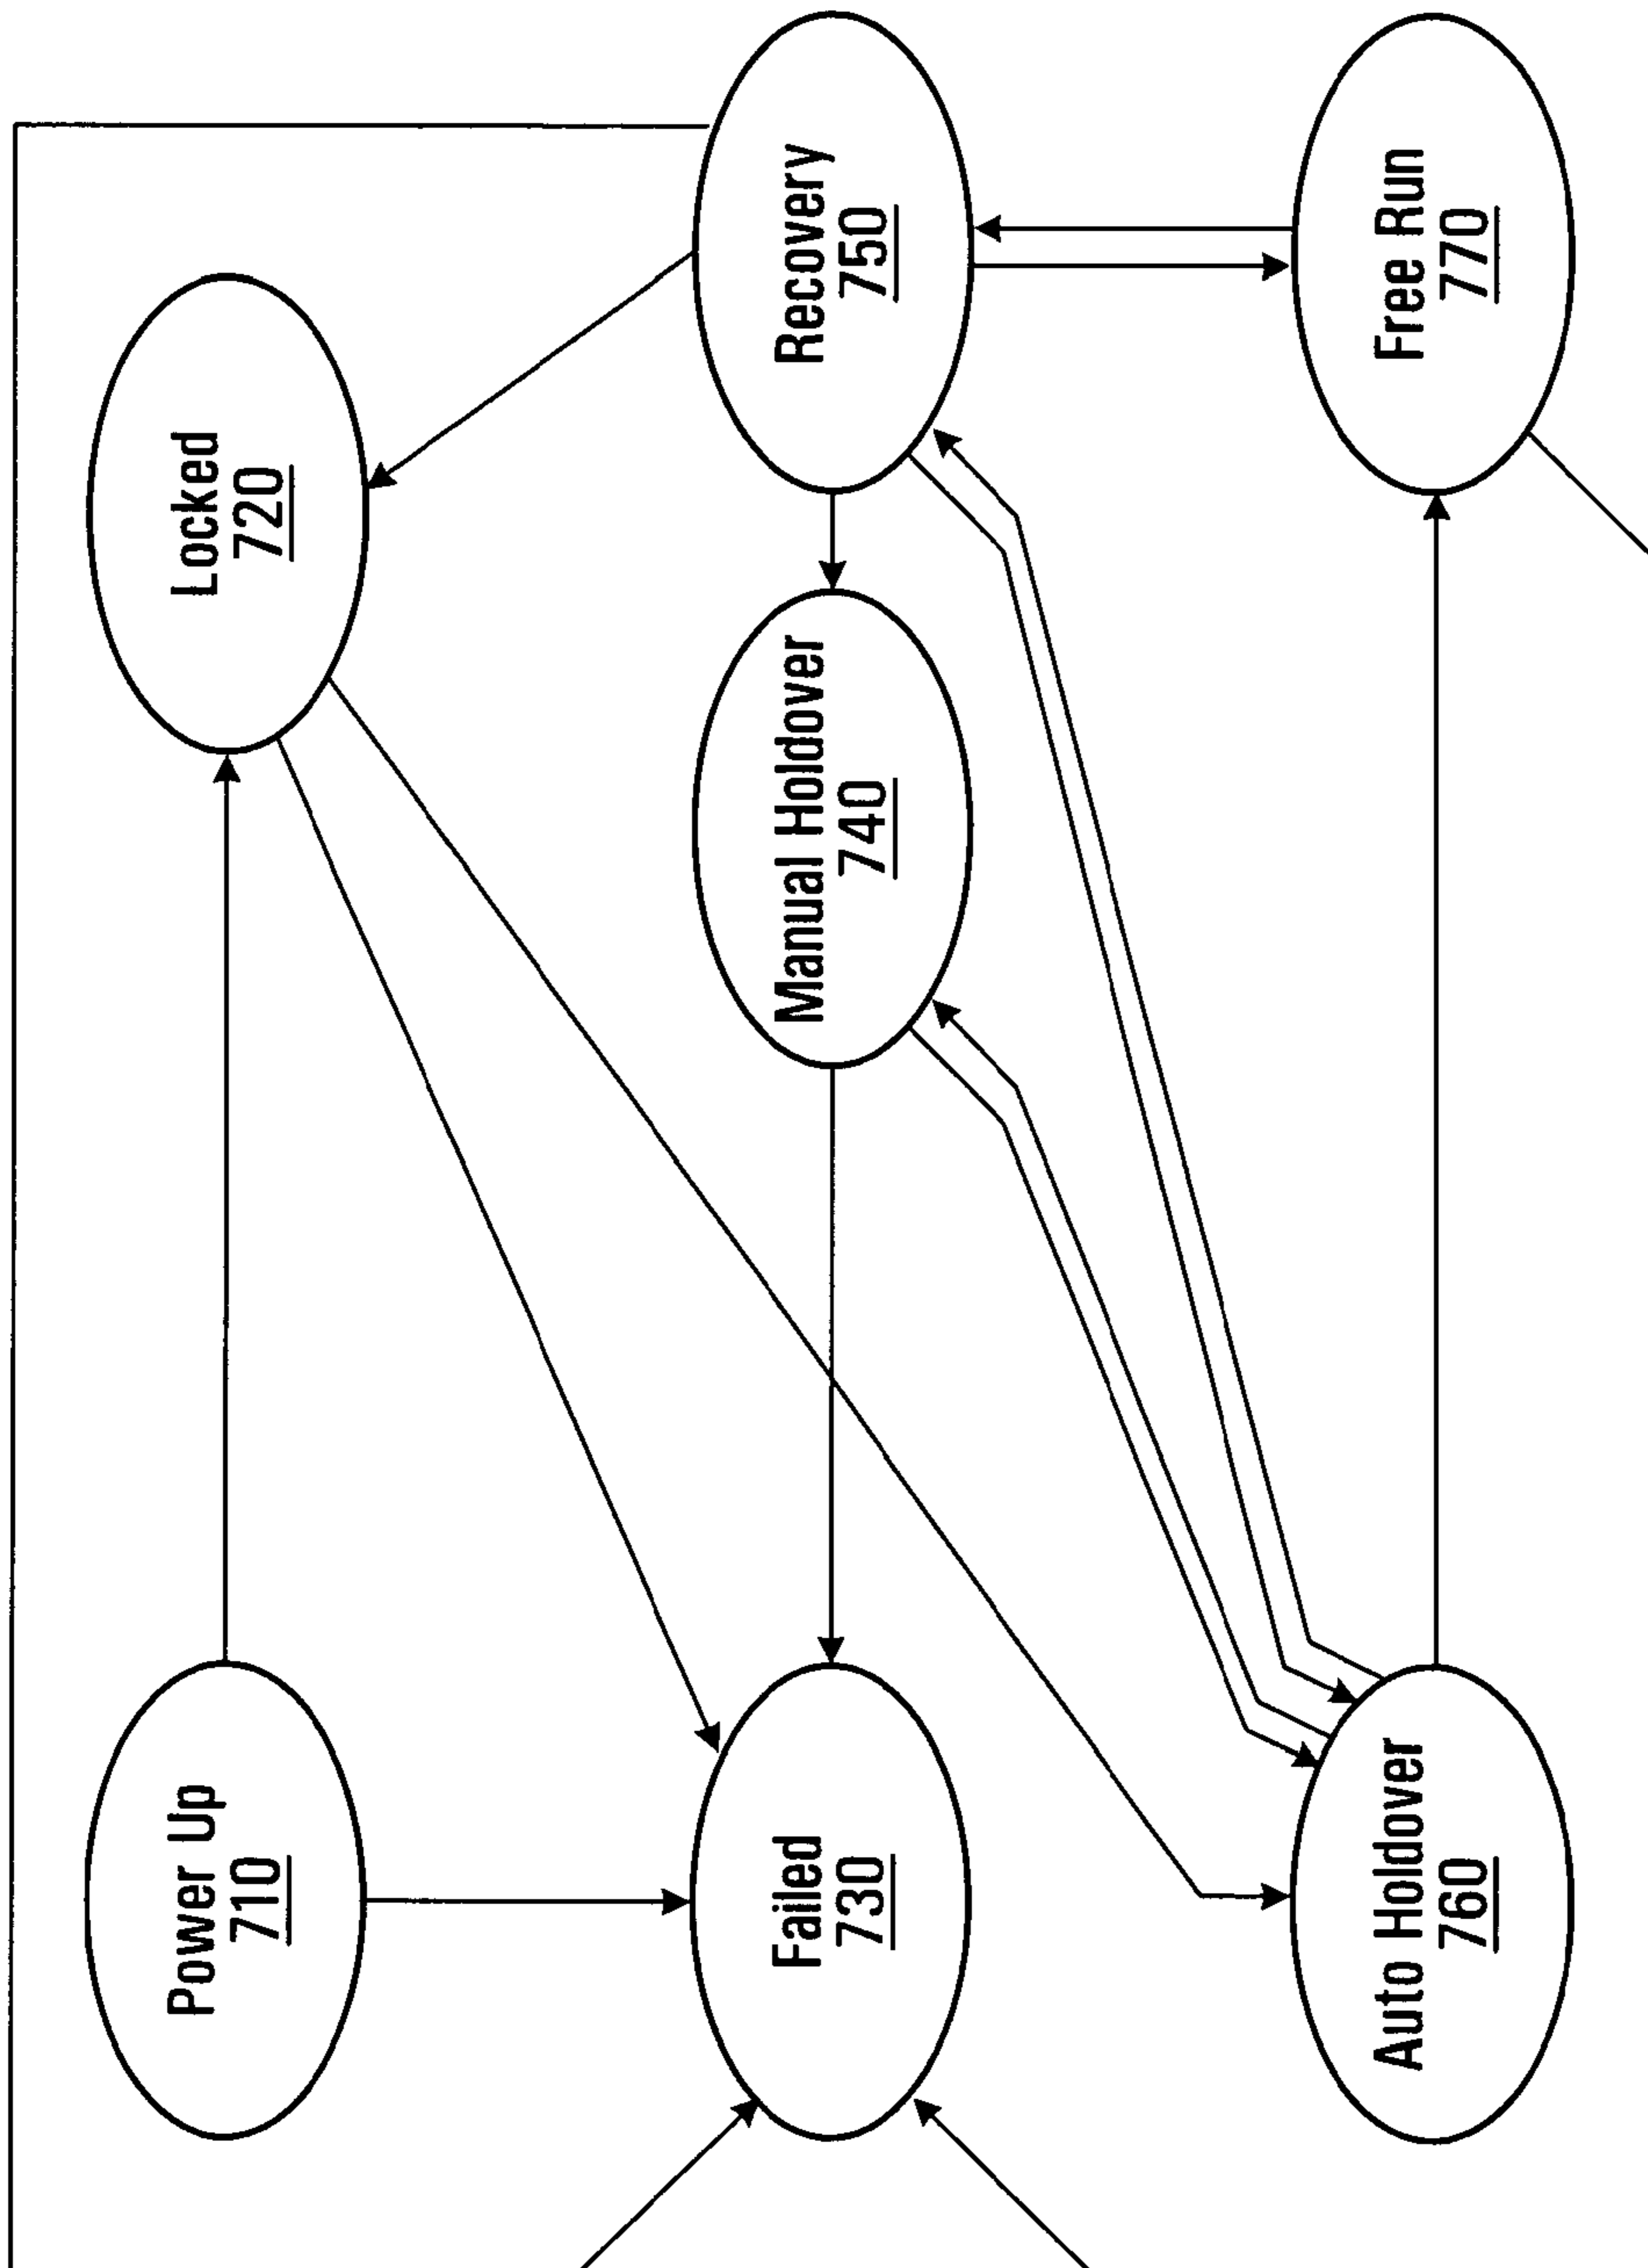 Power Up
710
Locked
720
Failed
730
Manual Holdover
740
Recovery
750
Auto Holdover
760
Free Run
770